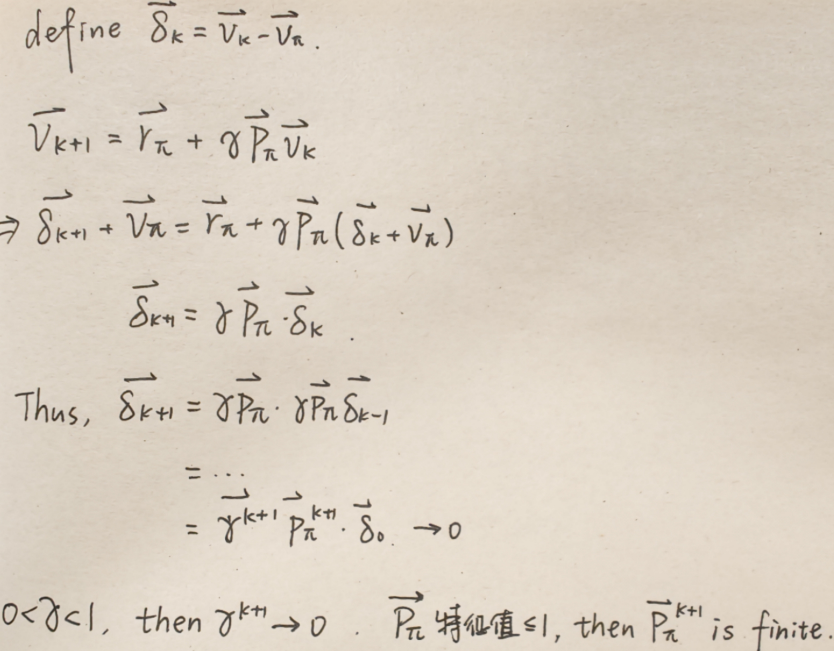 define $\vec{\delta}_k = \vec{v}_k - \vec{v}_\pi$.
$\vec{v}_{k+1} = \vec{r}_\pi + \gamma \vec{P}_\pi \vec{v}_k$
$\Rightarrow \vec{\delta}_{k+1} + \vec{v}_\pi = \vec{r}_\pi + \gamma \vec{P}_\pi (\vec{\delta}_k + \vec{v}_\pi)$
$\vec{\delta}_{k+1} = \gamma \vec{P}_\pi \cdot \vec{\delta}_k$.
Thus, $\vec{\delta}_{k+1} = \gamma \vec{P}_\pi \cdot \gamma \vec{P}_\pi \vec{\delta}_{k-1}$
$= \cdots$
$= \vec{\gamma}^{k+1} \vec{P}_\pi^{k+1} \cdot \vec{\delta}_0. \rightarrow 0$
$0 < \gamma < 1$, then $\gamma^{k+1} \rightarrow 0$. $\vec{P}_\pi$ 特征值 $\leq 1$, then $\vec{P}_\pi^{k+1}$ is finite.